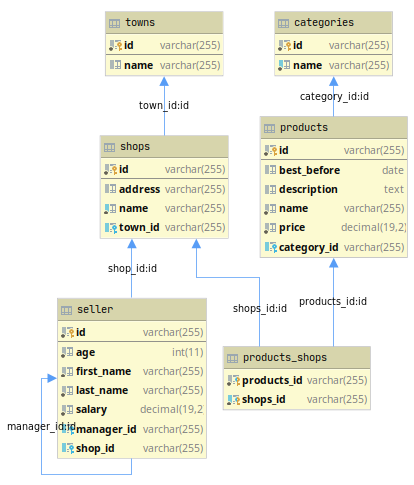 towns
id varchar(255)
name varchar(255)
categories
id varchar(255)
name varchar(255)
town_id:id
category_id:id
shops
id varchar(255)
address varchar(255)
name varchar(255)
town_id varchar(255)
products
id varchar(255)
best_before date
description text
name varchar(255)
price decimal(19,2)
category_id varchar(255)
shop_id:id
shops_id:id
products_id:id
seller
id varchar(255)
age int(11)
first_name varchar(255)
last_name varchar(255)
salary decimal(19,2
manager_id varchar(255)
shop_id varchar(255)
manager_id:id
products_shops
products_id varchar(255)
shops_id varchar(255)